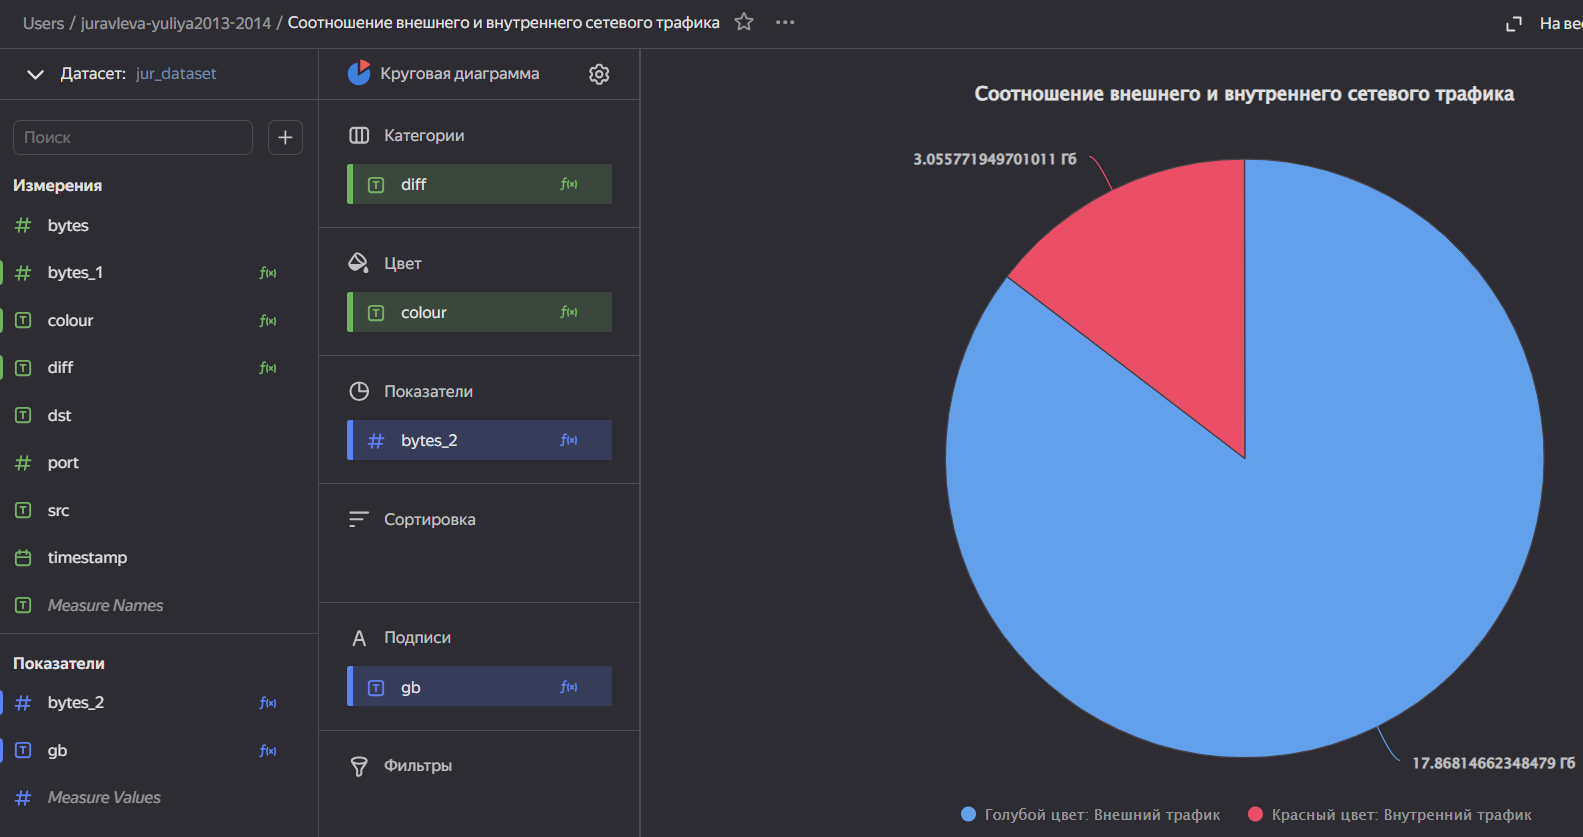 Users / juravleva-yuliya2013-2014 / Соотношение внешнего и внутреннего сетевого трафика
Датасет: jur_dataset
Поиск
Измерения
bytes
bytes_1
colour
diff
dst
port
src
timestamp
Measure Names
Показатели
bytes_2
gb
Measure Values
Круговая диаграмма
Категории
diff
Цвет
colour
Показатели
bytes_2
Сортировка
Подписи
gb
Фильтры
Соотношение внешнего и внутреннего сетевого трафика
3.055771949701011 Гб
17.86814662348479 Гб
Голубой цвет: Внешний трафик
Красный цвет: Внутренний трафик